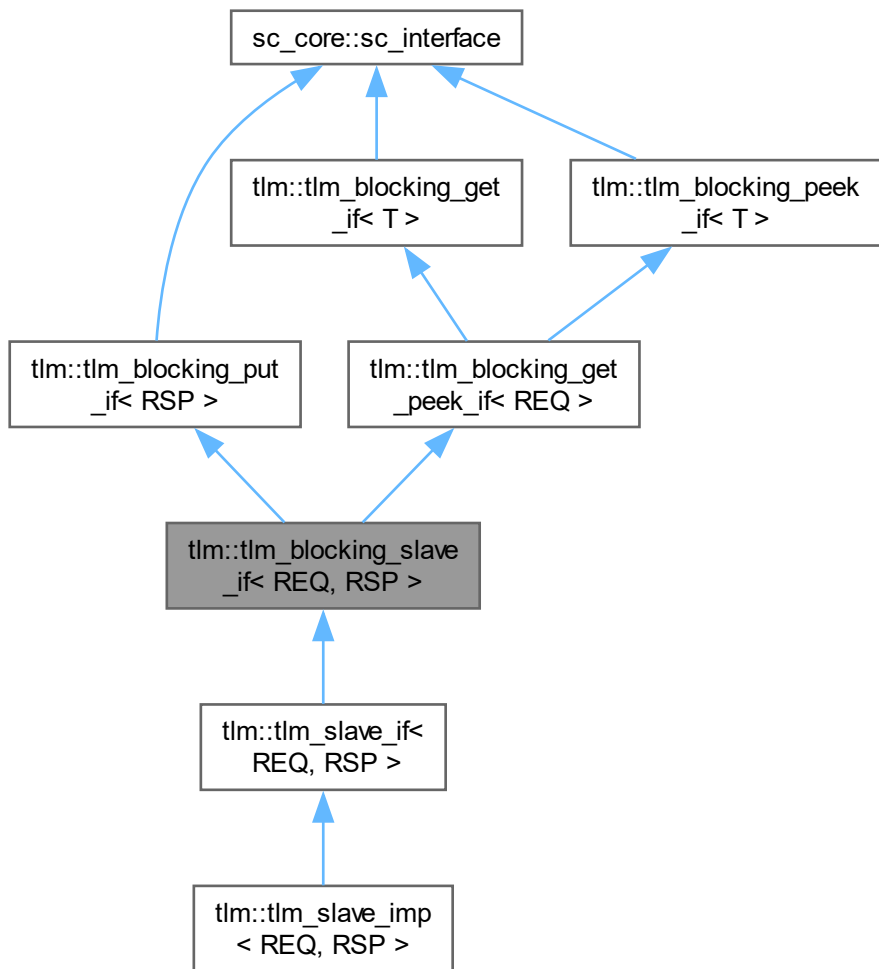 sc_core::sc_interface
tlm::tlm_blocking_get
_if< T >
tlm::tlm_blocking_peek
_if< T >
tlm::tlm_blocking_put
_if< RSP >
tlm::tlm_blocking_get
_peek_if< REQ >
tlm::tlm_blocking_slave
_if< REQ, RSP >
tlm::tlm_slave_if<
REQ, RSP >
tlm::tlm_slave_imp
< REQ, RSP >